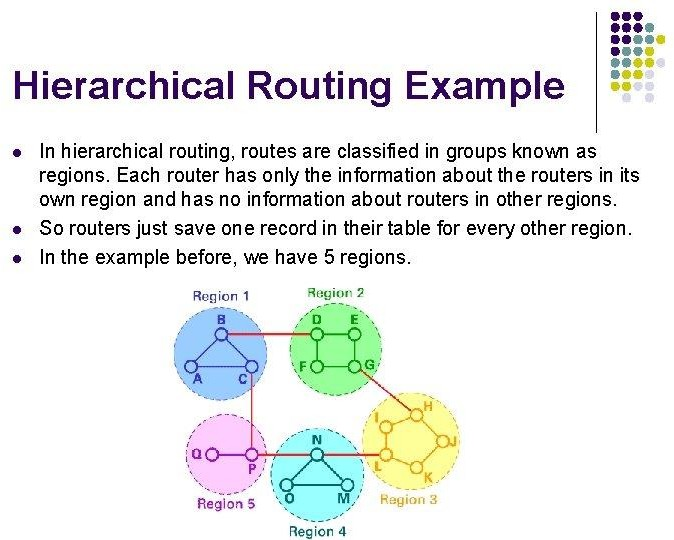 Hierarchical Routing Example
In hierarchical routing, routes are classified in groups known as
regions. Each router has only the information about the routers in its
own region and has no information about routers in other regions.
So routers just save one record in their table for every other region.
In the example before, we have 5 regions.
Region 1
Region 2
B
D
E
A
C
F
G
H
I
J
N
Q
P
L
K
O
M
Region 5
Region 3
Region 4